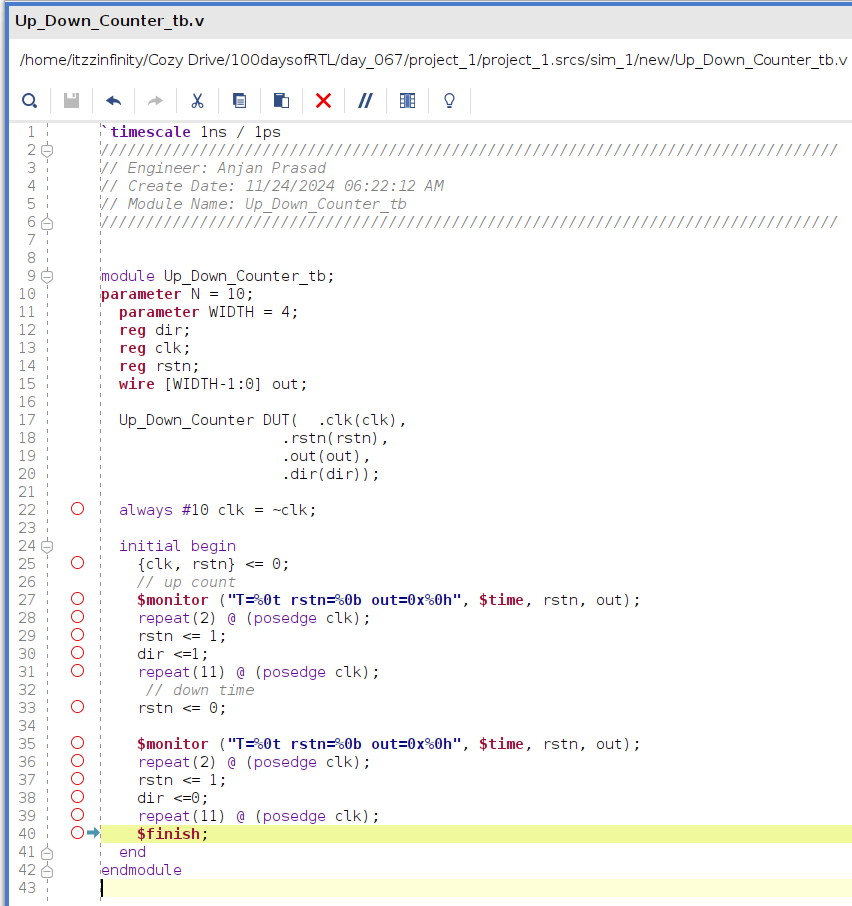 Up_Down_Counter_tb.v
/home/itzzinfinity/Cozy Drive/100daysofRTL/day_067/project_1/project_1.srcs/sim_1/new/Up_Down_Counter_tb.v
1 `timescale 1ns / 1ps
2 //////////////////////////////////////////////////////////////////////////////////
3 // Engineer: Anjan Prasad
4 // Create Date: 11/24/2024 06:22:12 AM
5 // Module Name: Up_Down_Counter_tb
6 //////////////////////////////////////////////////////////////////////////////////
7
8
9 module Up_Down_Counter_tb;
10 parameter N = 10;
11 parameter WIDTH = 4;
12 reg dir;
13 reg clk;
14 reg rstn;
15 wire [WIDTH-1:0] out;
16
17 Up_Down_Counter DUT( .clk(clk),
18 .rstn(rstn),
19 .out(out),
20 .dir(dir));
21
22 always #10 clk = ~clk;
23
24 initial begin
25 {clk, rstn} <= 0;
26 // up count
27 $monitor ("T=%0t rstn=%0b out=0x%0h", $time, rstn, out);
28 repeat(2) @ (posedge clk);
29 rstn <= 1;
30 dir <=1;
31 repeat(11) @ (posedge clk);
32 // down time
33 rstn <= 0;
34
35 $monitor ("T=%0t rstn=%0b out=0x%0h", $time, rstn, out);
36 repeat(2) @ (posedge clk);
37 rstn <= 1;
38 dir <=0;
39 repeat(11) @ (posedge clk);
40 $finish;
41 end
42 endmodule
43